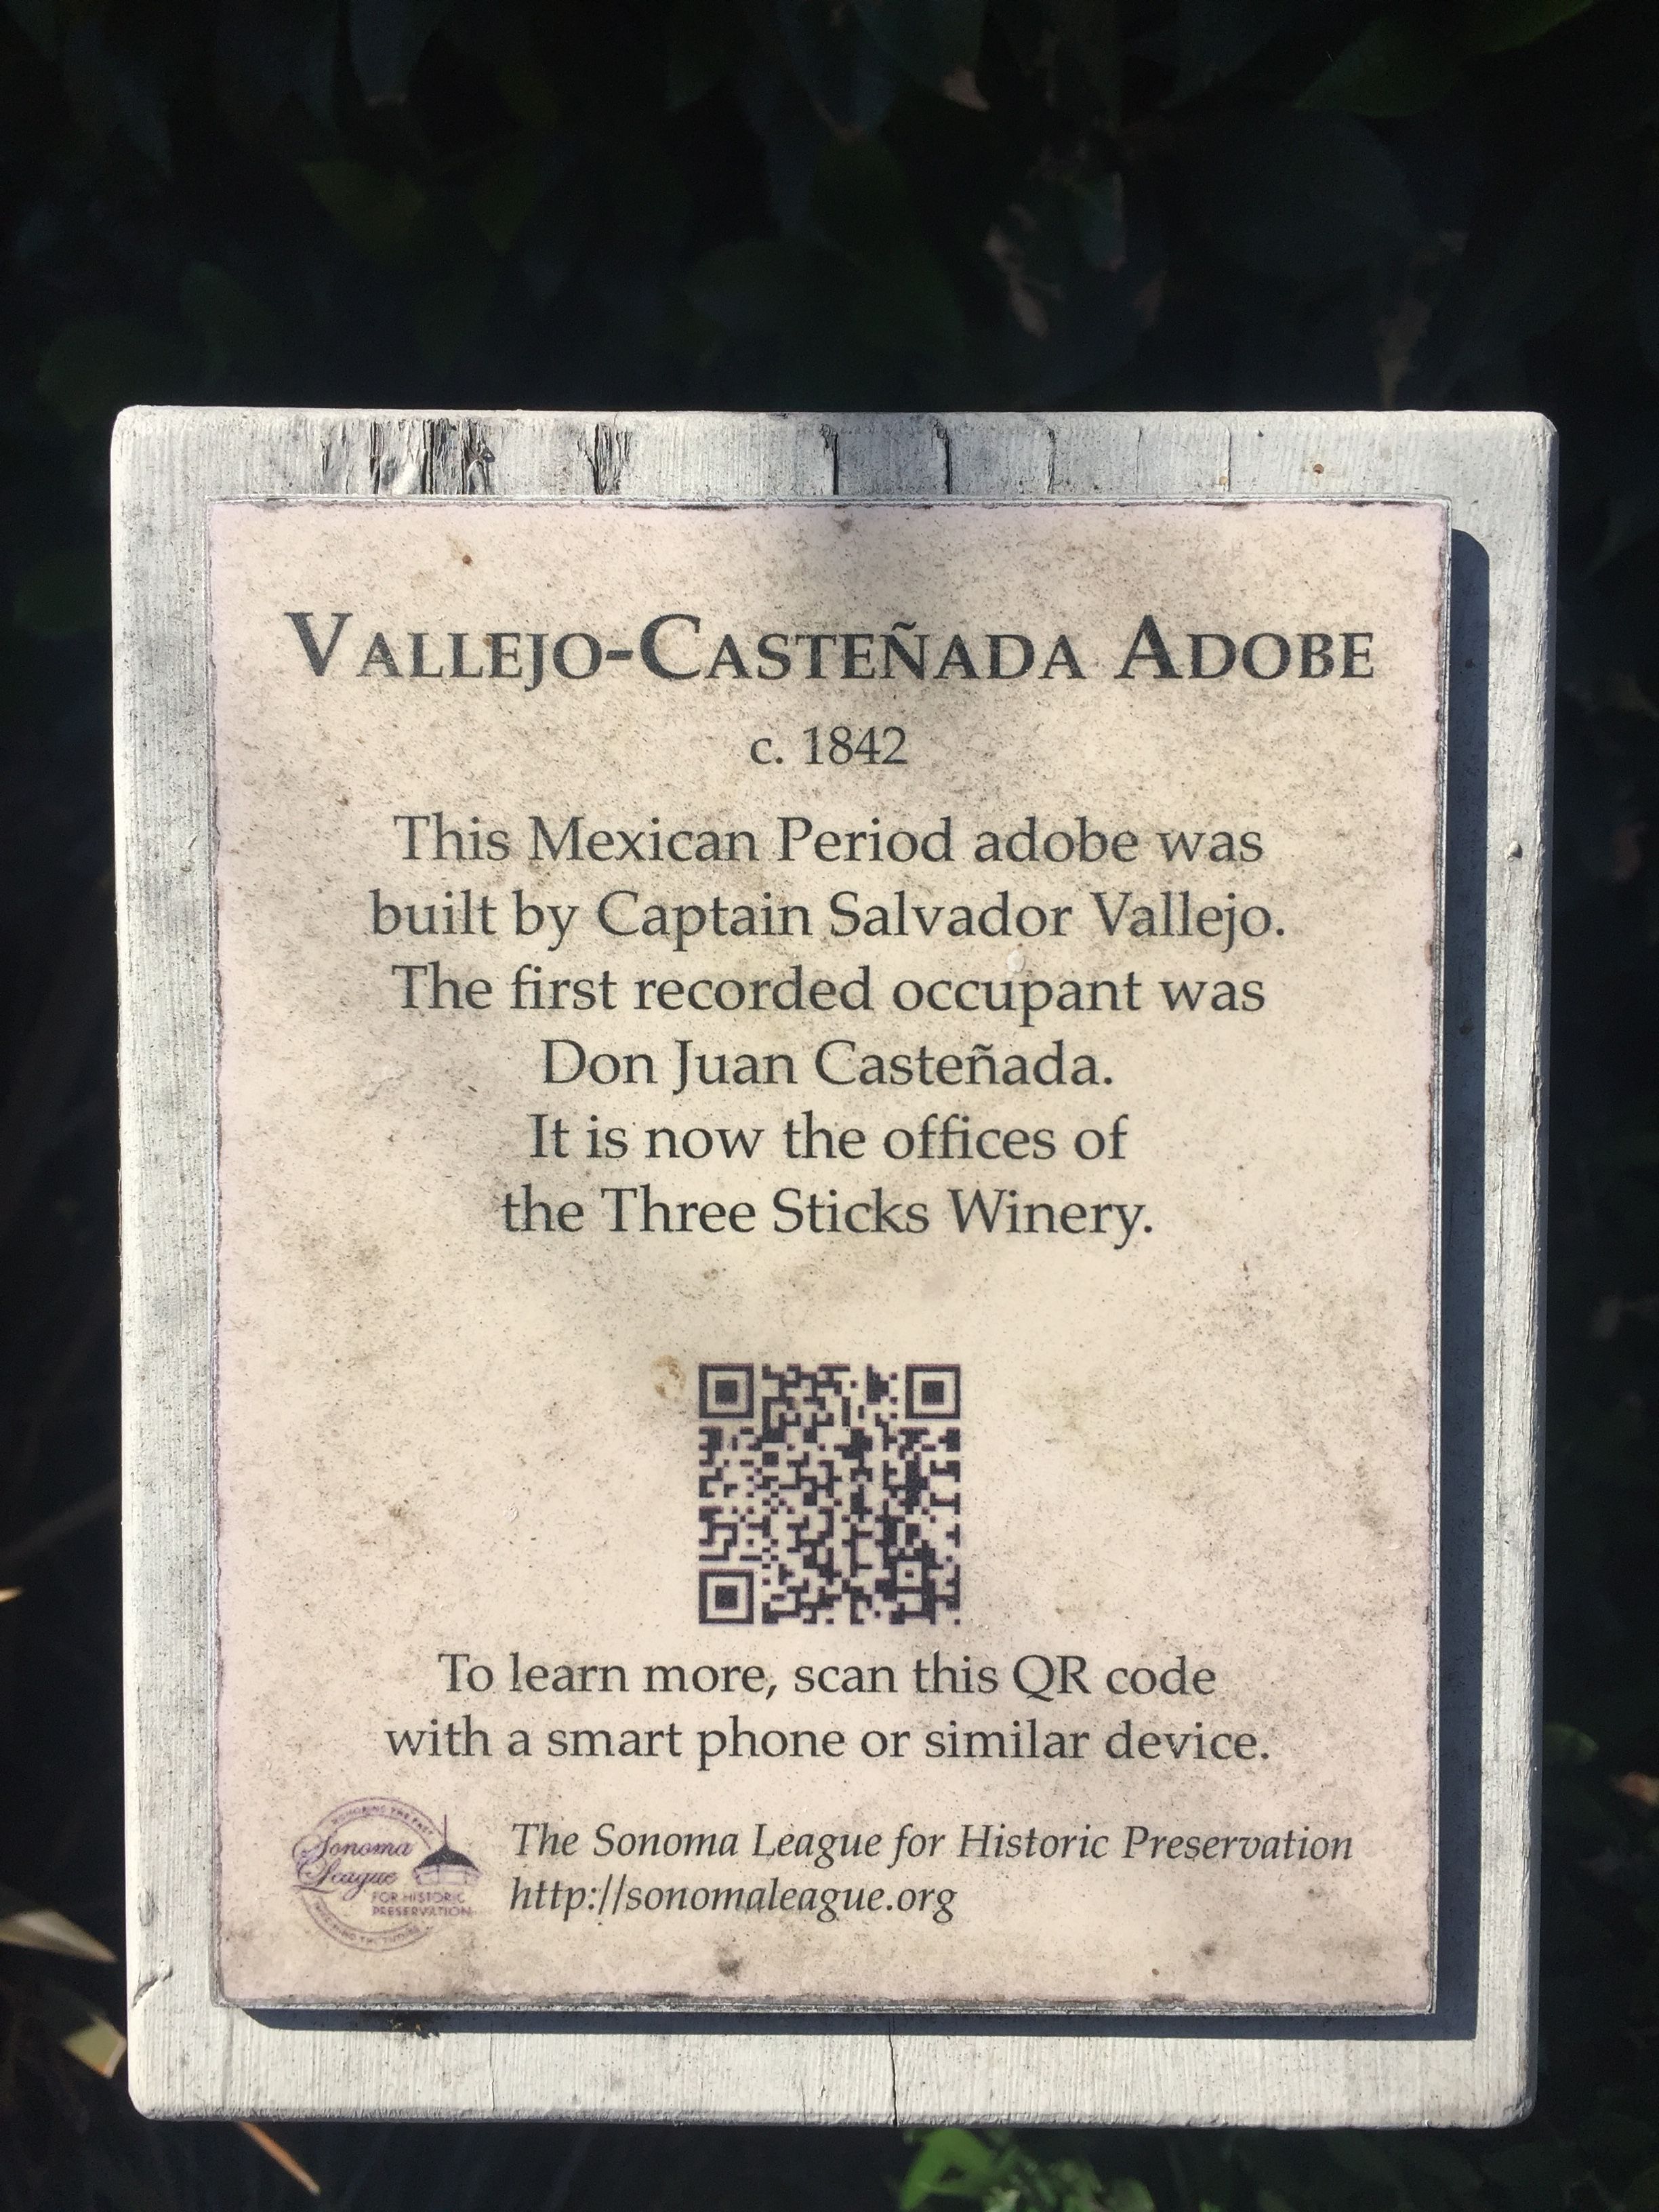 VALLEJO-CASTEÑADA ADOBE
c. 1842
This Mexican Period adobe was
built by Captain Salvador Vallejo.
The first recorded occupant was
Don Juan Casteñada.
It is now the offices of
the Three Sticks Winery.
To learn more, scan this QR code
with a smart phone or similar device.
HONORING THE PAST
Sonoma
League
FOR HISTORIC
PRESERVATION
The Sonoma League for Historic Preservation
http://sonomaleague.org